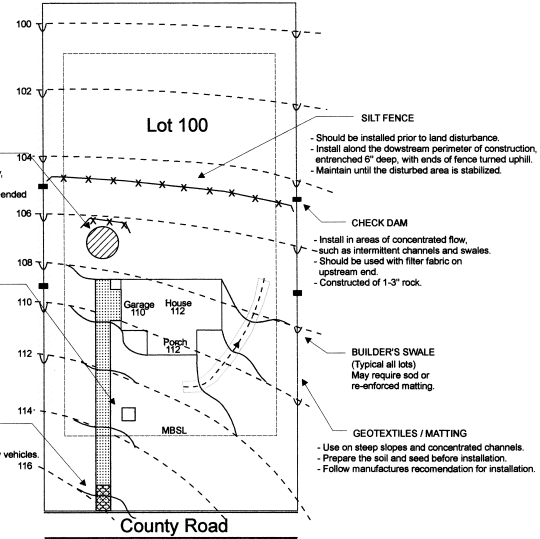 100
102
Lot 100
SILT FENCE
- Should be installed prior to land disturbance.
- Install alond the dowstream perimeter of construction,
entrenched 6" deep, with ends of fence turned uphill.
- Maintain until the disturbed area is stabilized.
104
ended
106
CHECK DAM
- Install in areas of concentrated flow,
such as intermittent channels and swales.
- Should be used with filter fabric on
upstream end.
- Constructed of 1-3" rock.
108
110
Garage
110
House
112
Porch
112
112
BUILDER'S SWALE
(Typical all lots)
May require sod or
re-enforced matting.
114
MBSL
GEOTEXTILES / MATTING
- Use on steep slopes and concentrated channels.
- Prepare the soil and seed before installation.
- Follow manufactures recomendation for installation.
vehicles.
116
County Road